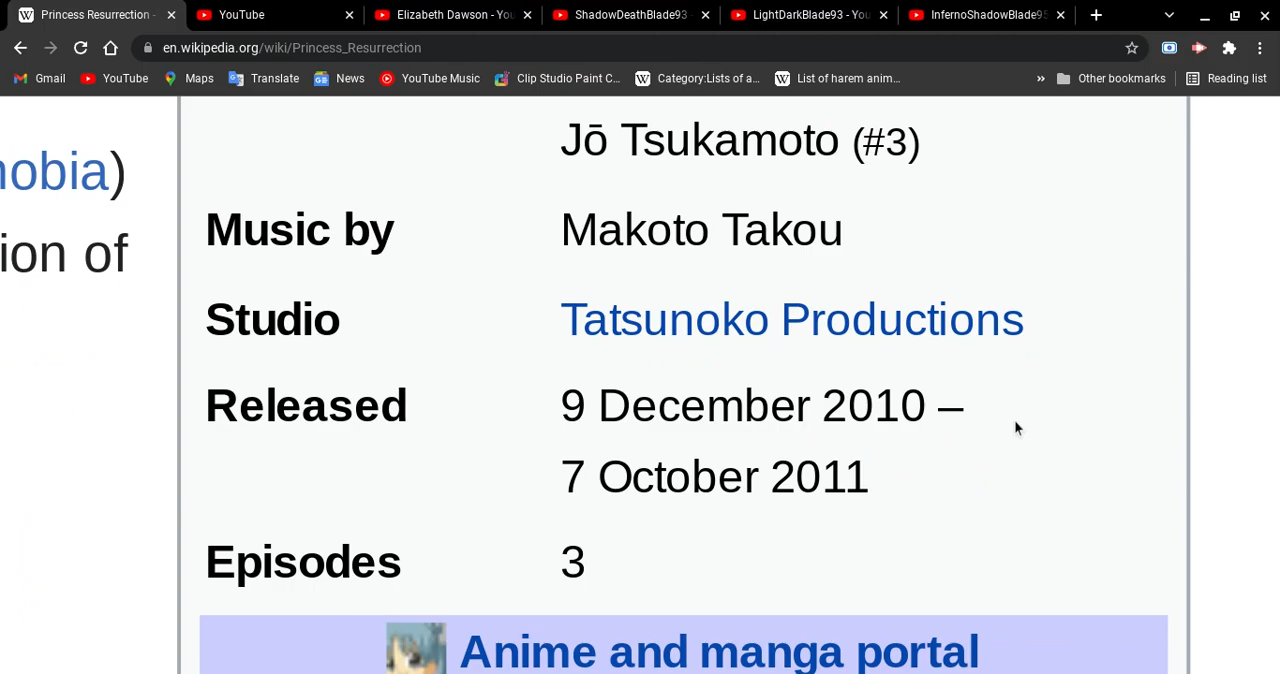 Princess Resurrection -
YouTube
Elizabeth Dawson - You
ShadowDeathBlade93 -
LightDarkBlade93 - You
InfernoShadowBlade95
en.wikipedia.org/wiki/Princess_Resurrection
Gmail
YouTube
Maps
Translate
News
YouTube Music
Clip Studio Paint C...
Category:Lists of a...
List of harem anim...
»
Other bookmarks
Reading list
nobia)
ion of
Jō Tsukamoto (#3)
Music by Makoto Takou
Studio Tatsunoko Productions
Released 9 December 2010 –
7 October 2011
Episodes 3
Anime and manga portal